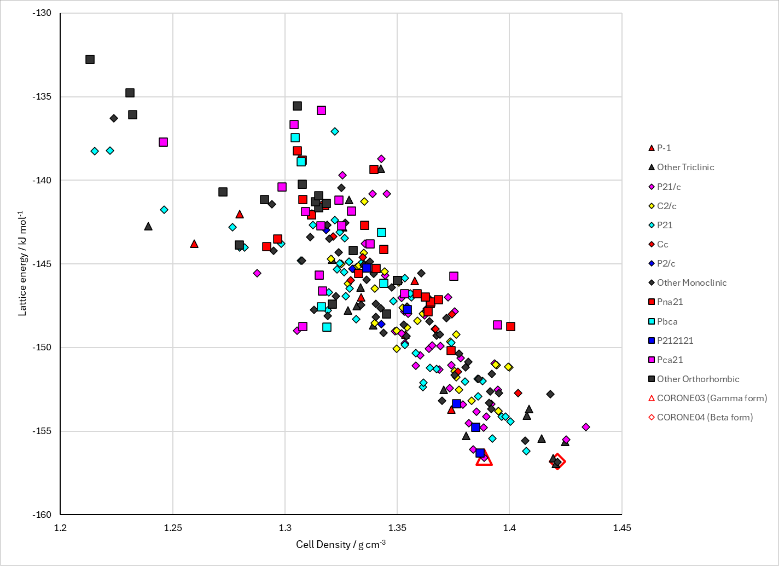 -130
-135
-140
-145
-150
-155
-160
1.2
1.25
1.3
1.35
1.4
1.45
Lattice energy / kJ mol-1
Cell Density / g cm-3
P-1
Other Triclinic
P21/c
C2/c
P21
Cc
P2/c
Other Monoclinic
Pna21
Pbca
P212121
Pca21
Other Orthorhombic
CORONE03 (Gamma form)
CORONE04 (Beta form)